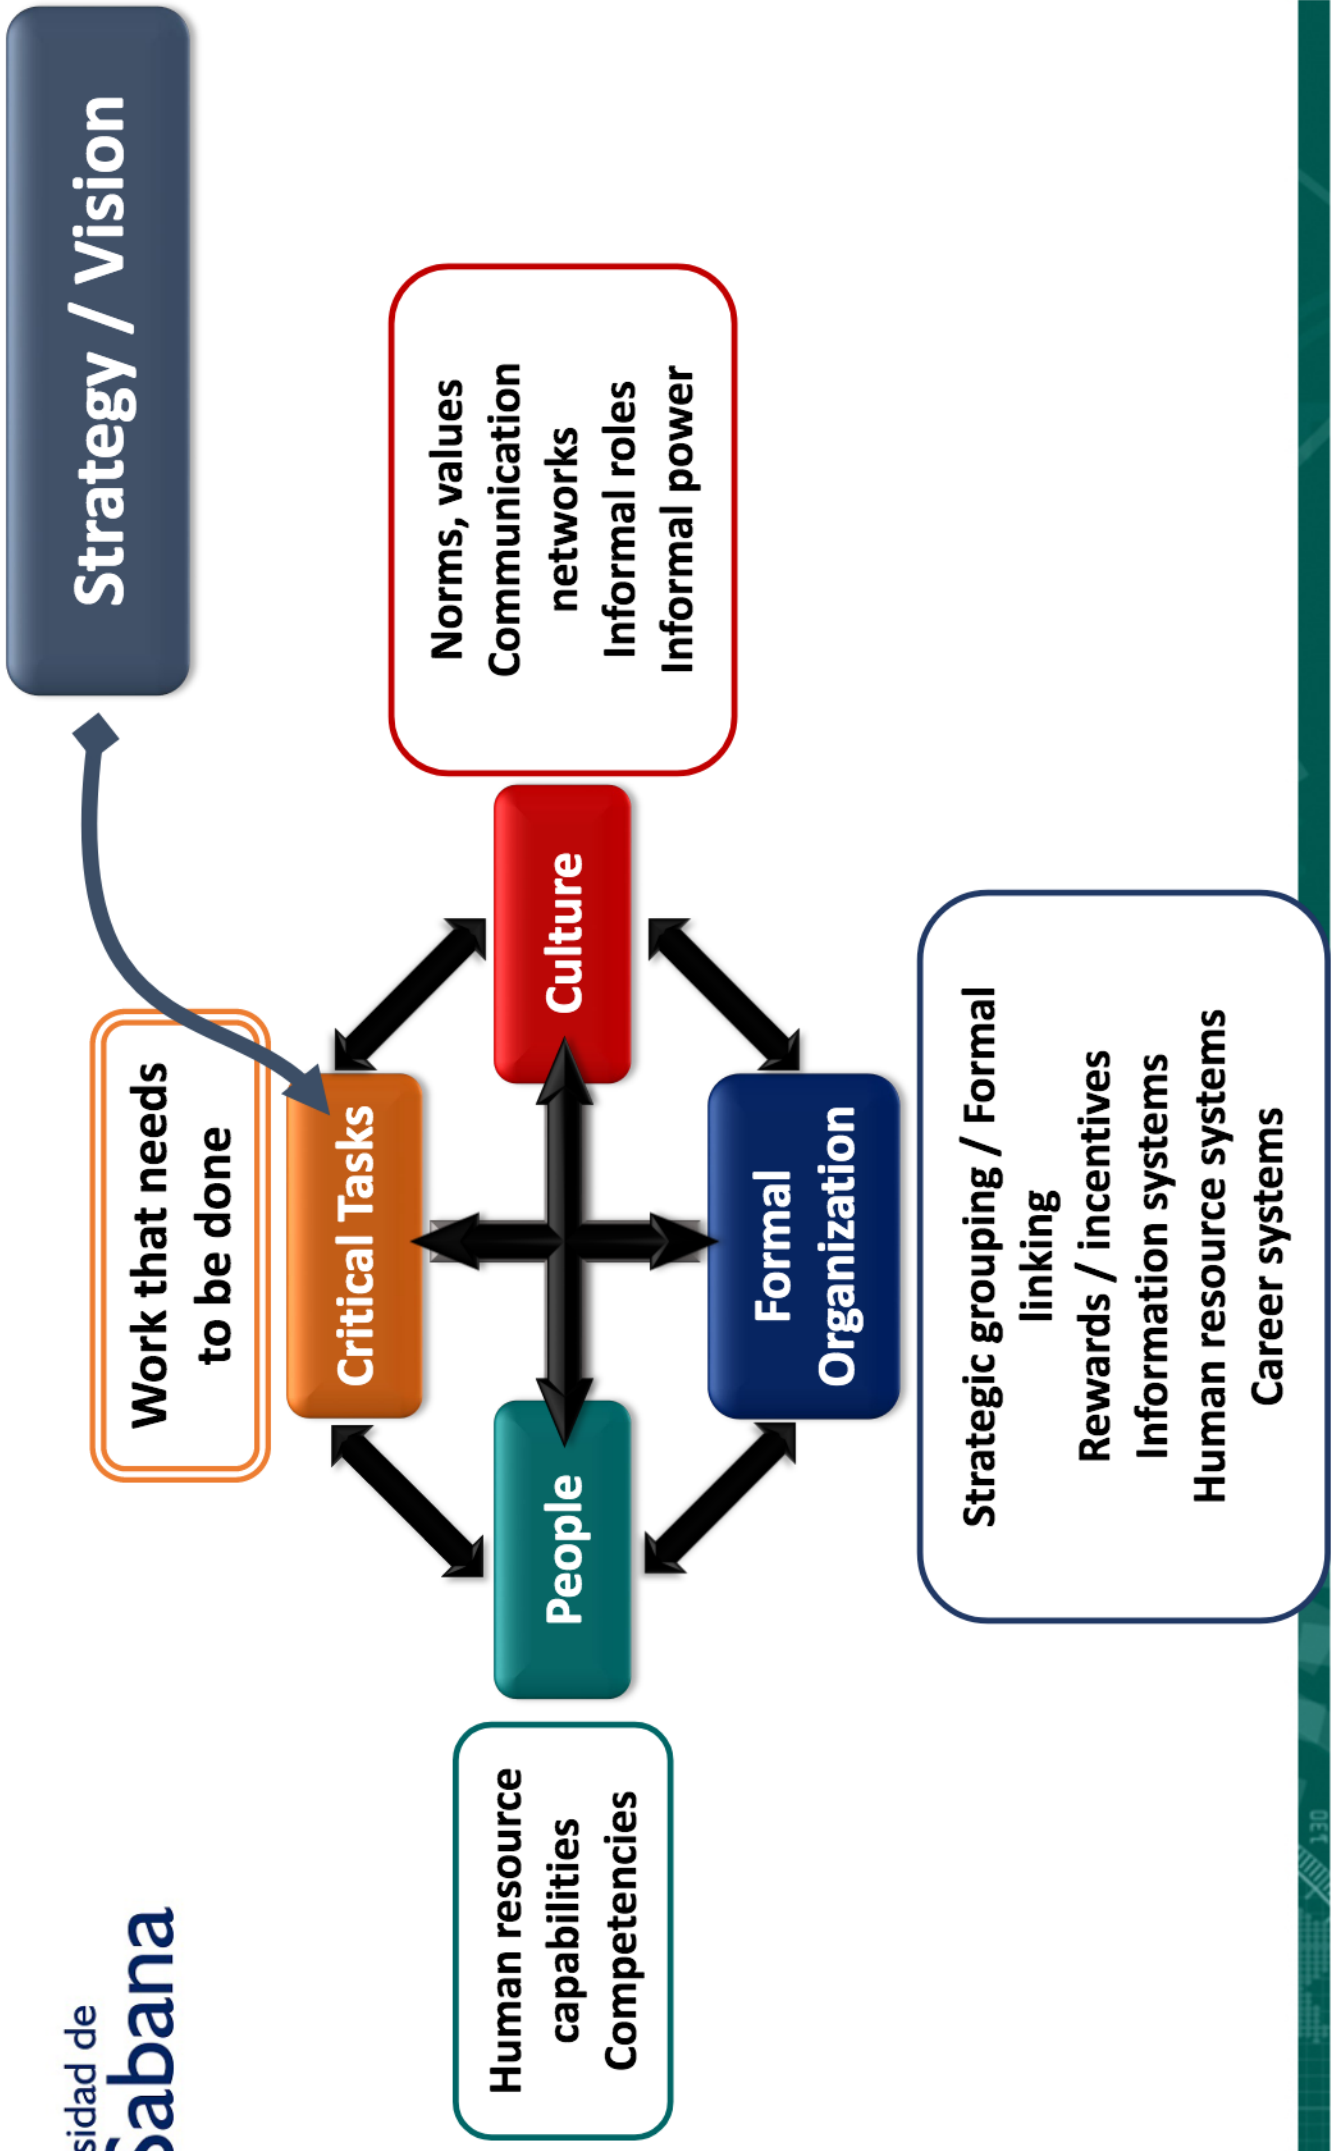 sidad de
Sabana
Strategy / Vision
Work that needs
to be done
Critical Tasks
Human resource
capabilities
Competencies
People
Culture
Norms, values
Communication
networks
Informal roles
Informal power
Formal
Organization
Strategic grouping / Formal
linking
Rewards / incentives
Information systems
Human resource systems
Career systems
130